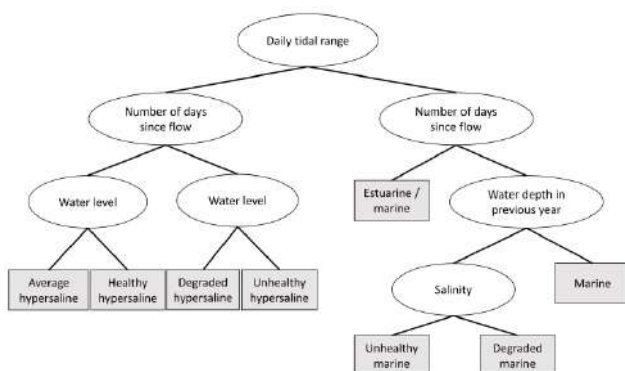 Daily tidal range
Number of days
since flow
Number of days
since flow
Water level
Water level
Estuarine /
marine
Water depth in
previous year
Average
hypersaline
Healthy
hypersaline
Degraded
hypersaline
Unhealthy
hypersaline
Salinity
Marine
Unhealthy
marine
Degraded
marine